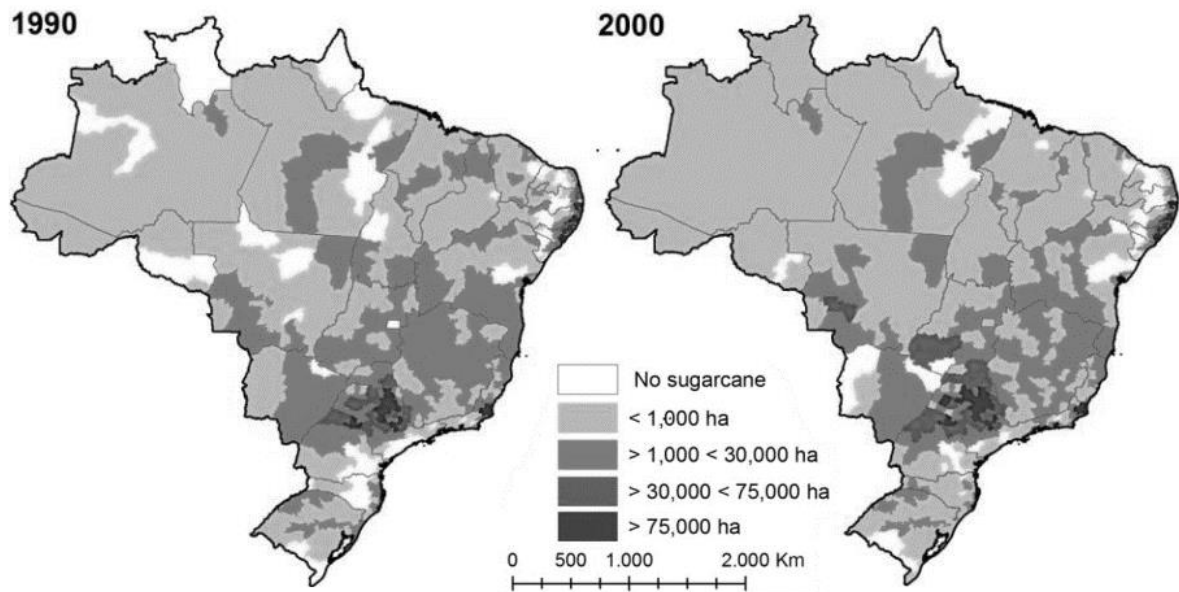 1990
2000
No sugarcane
< 1,000 ha
> 1,000 < 30,000 ha
> 30,000 < 75,000 ha
> 75,000 ha
0 500 1.000 2.000 Km